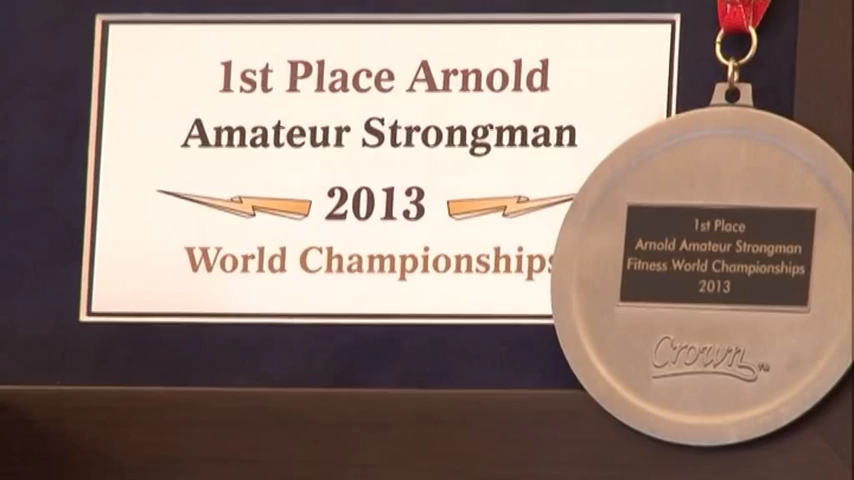 1st Place Arnold
Amateur Strongman
2013
World Championships
1st Place
Arnold Amateur Strongman
Fitness World Championships
2013
Crown